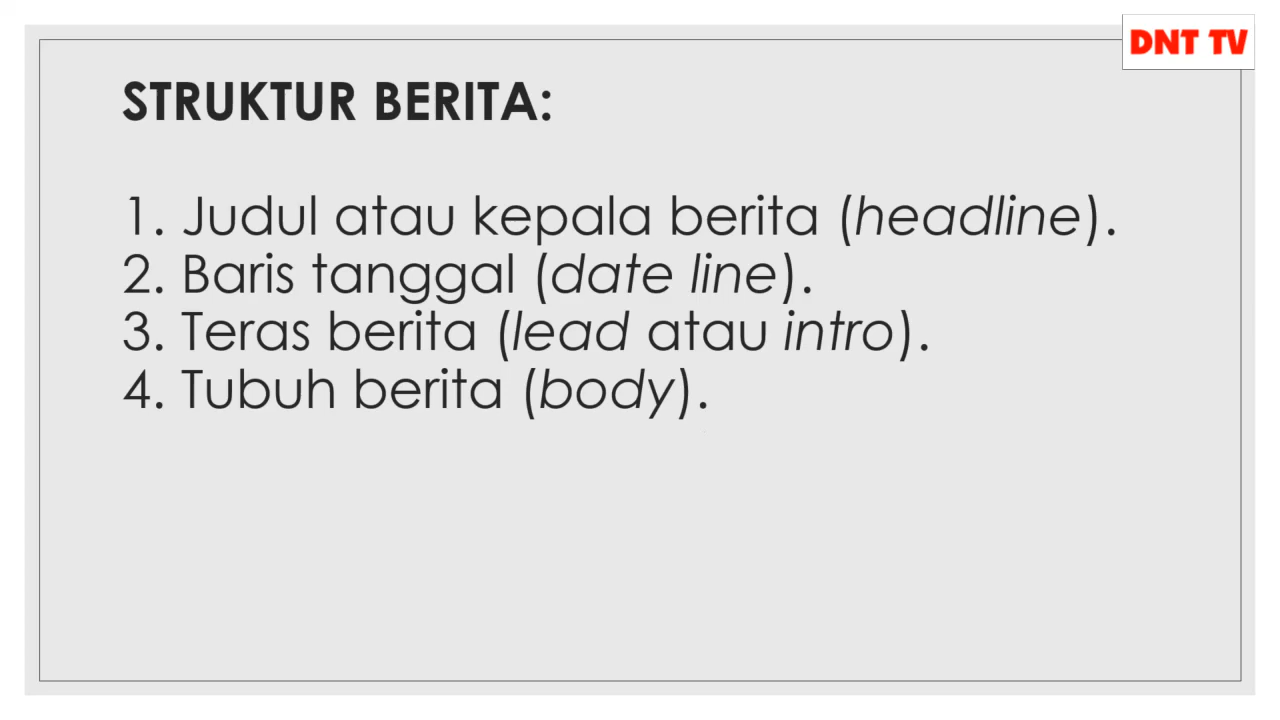 DNT TV
STRUKTUR BERITA:
1. Judul atau kepala berita (headline).
2. Baris tanggal (date line).
3. Teras berita (lead atau intro).
4. Tubuh berita (body).